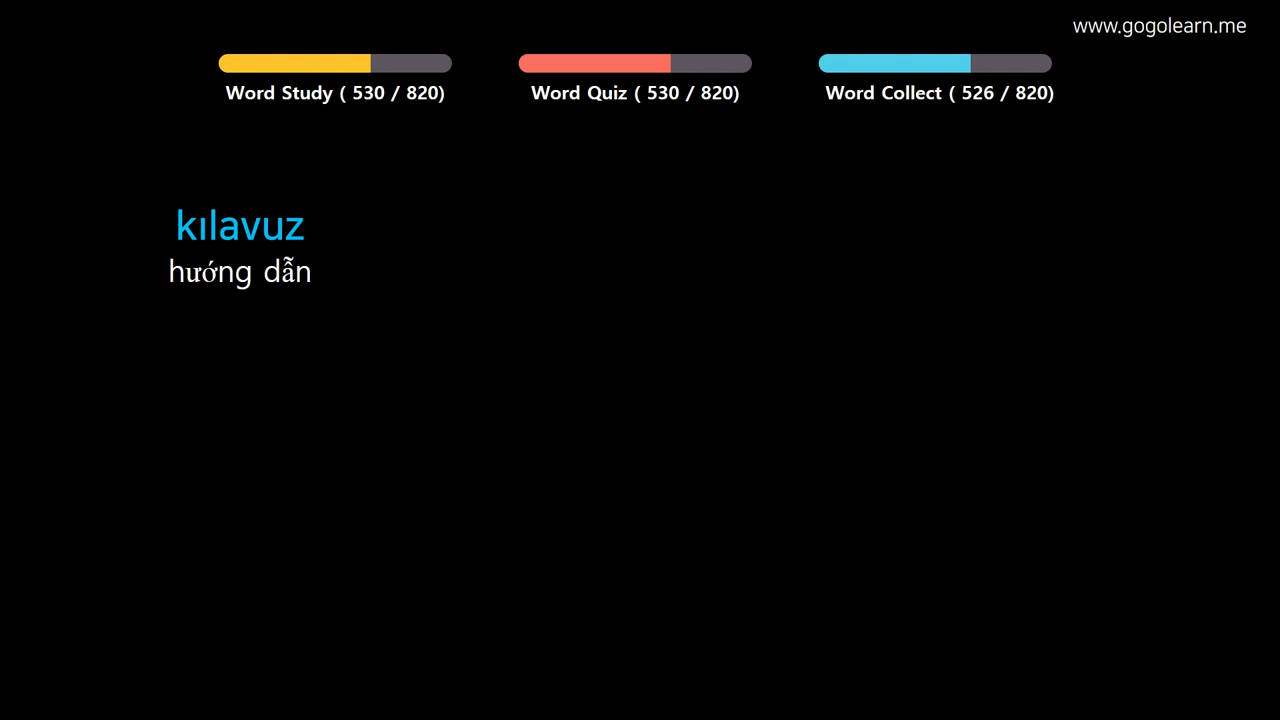 www.gogolearn.me
Word Study ( 530 / 820)
Word Quiz ( 530 / 820)
Word Collect ( 526 / 820)
kılavuz
hướng dẫn